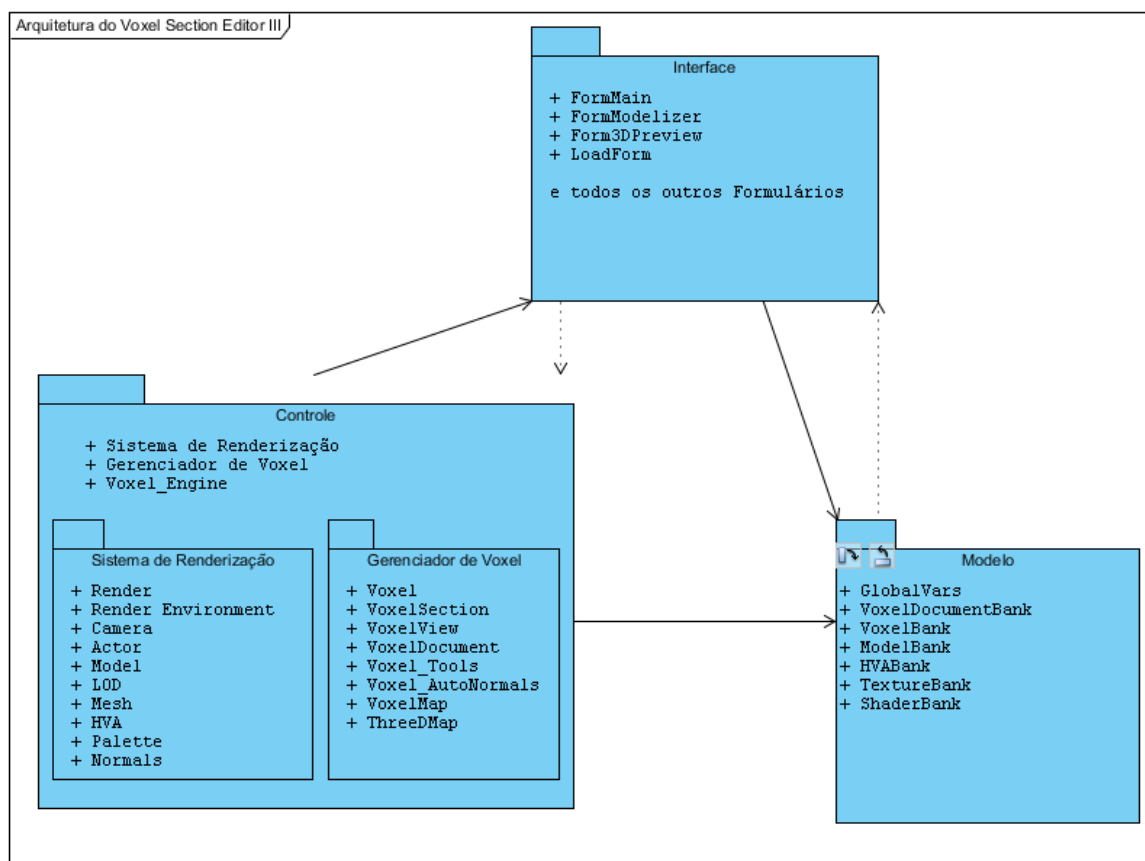 Arquitetura do Voxel Section Editor III
Interface
+ FormMain
+ FormModelizer
+ Form3DPreview
+ LoadForm
e todos os outros Formulários
Controle
+ Sistema de Renderização
+ Gerenciador de Voxel
+ Voxel_Engine
Sistema de Renderização
+ Render
+ Render Environment
+ Camera
+ Actor
+ Model
+ LOD
+ Mesh
+ HVA
+ Palette
+ Normals
Gerenciador de Voxel
+ Voxel
+ VoxelSection
+ VoxelView
+ VoxelDocument
+ Voxel_Tools
+ Voxel_AutoNormals
+ VoxelMap
+ ThreeDMap
Modelo
+ GlobalVars
+ VoxelDocumentBank
+ VoxelBank
+ ModelBank
+ HVABank
+ TextureBank
+ ShaderBank